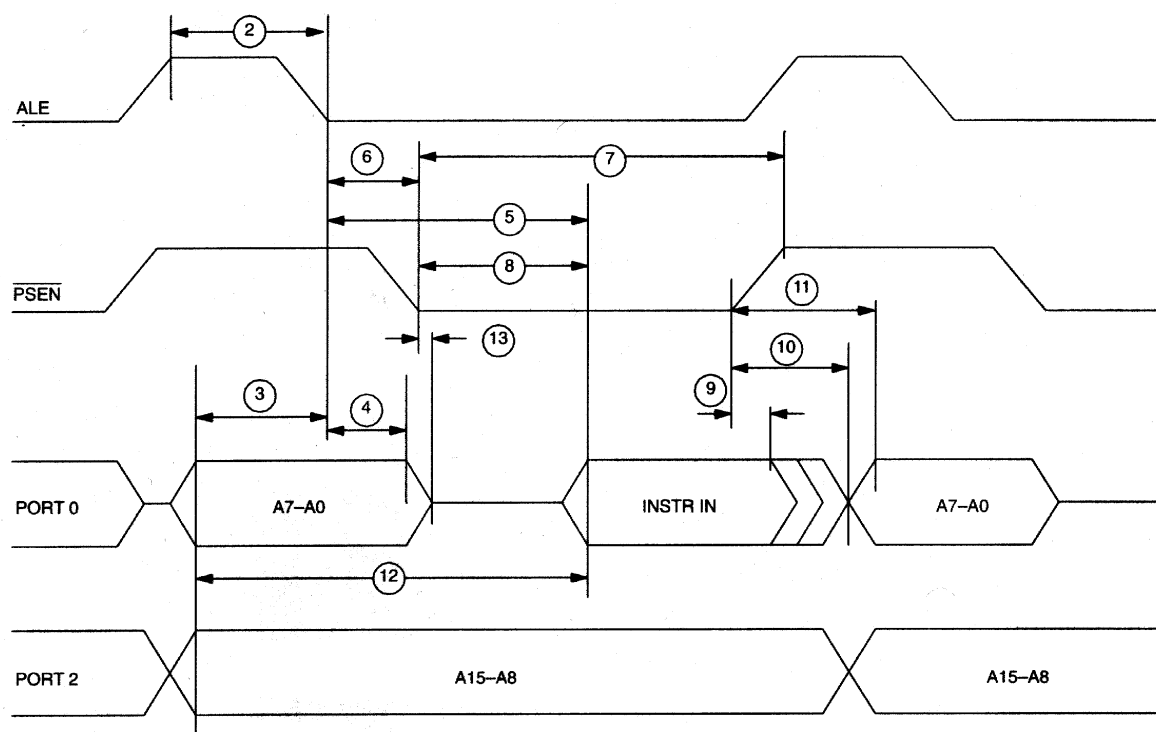 2
ALE
6
7
5
PSEN
8
11
13
10
9
3
4
PORT 0
A7–A0
INSTR IN
A7–A0
12
PORT 2
A15–A8
A15–A8